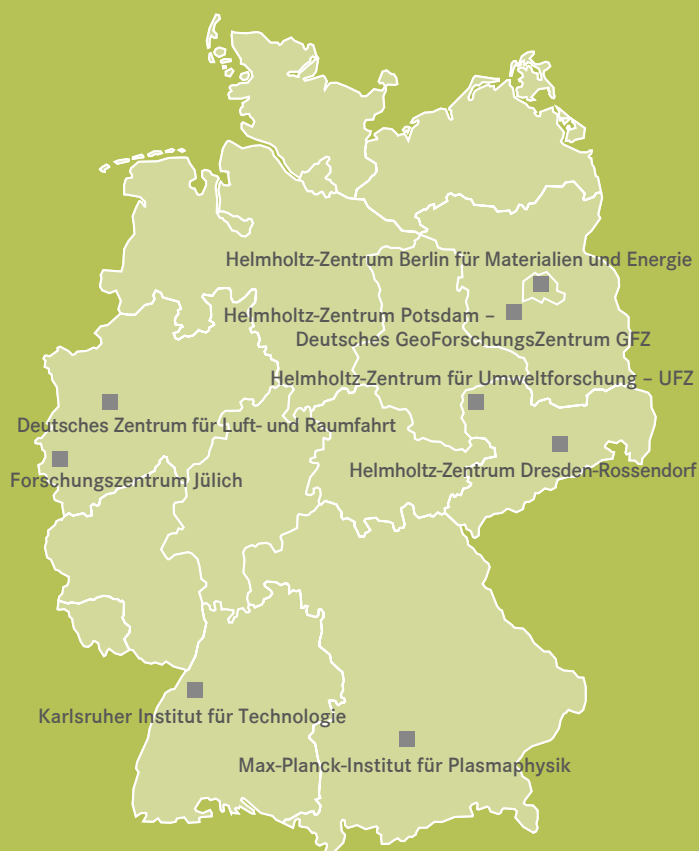 Helmholtz-Zentrum Berlin für Materialien und Energie
Helmholtz-Zentrum Potsdam –
Deutsches GeoForschungsZentrum GFZ
Helmholtz-Zentrum für Umweltforschung – UFZ
Deutsches Zentrum für Luft- und Raumfahrt
Helmholtz-Zentrum Dresden-Rossendorf
Forschungszentrum Jülich
Karlsruher Institut für Technologie
Max-Planck-Institut für Plasmaphysik